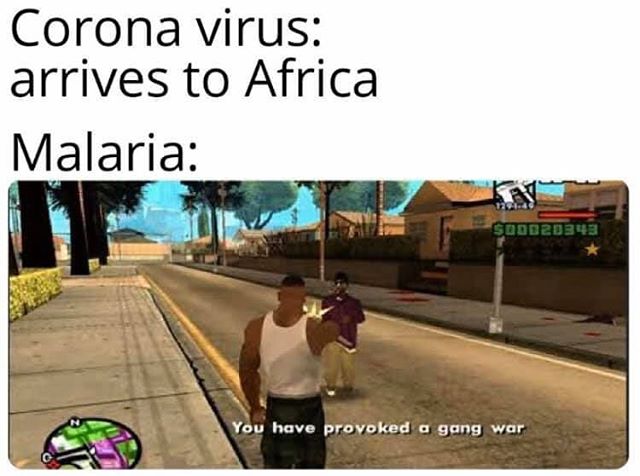 Corona virus:
arrives to Africa
Malaria:
$00020343
N
You have provoked a gang war